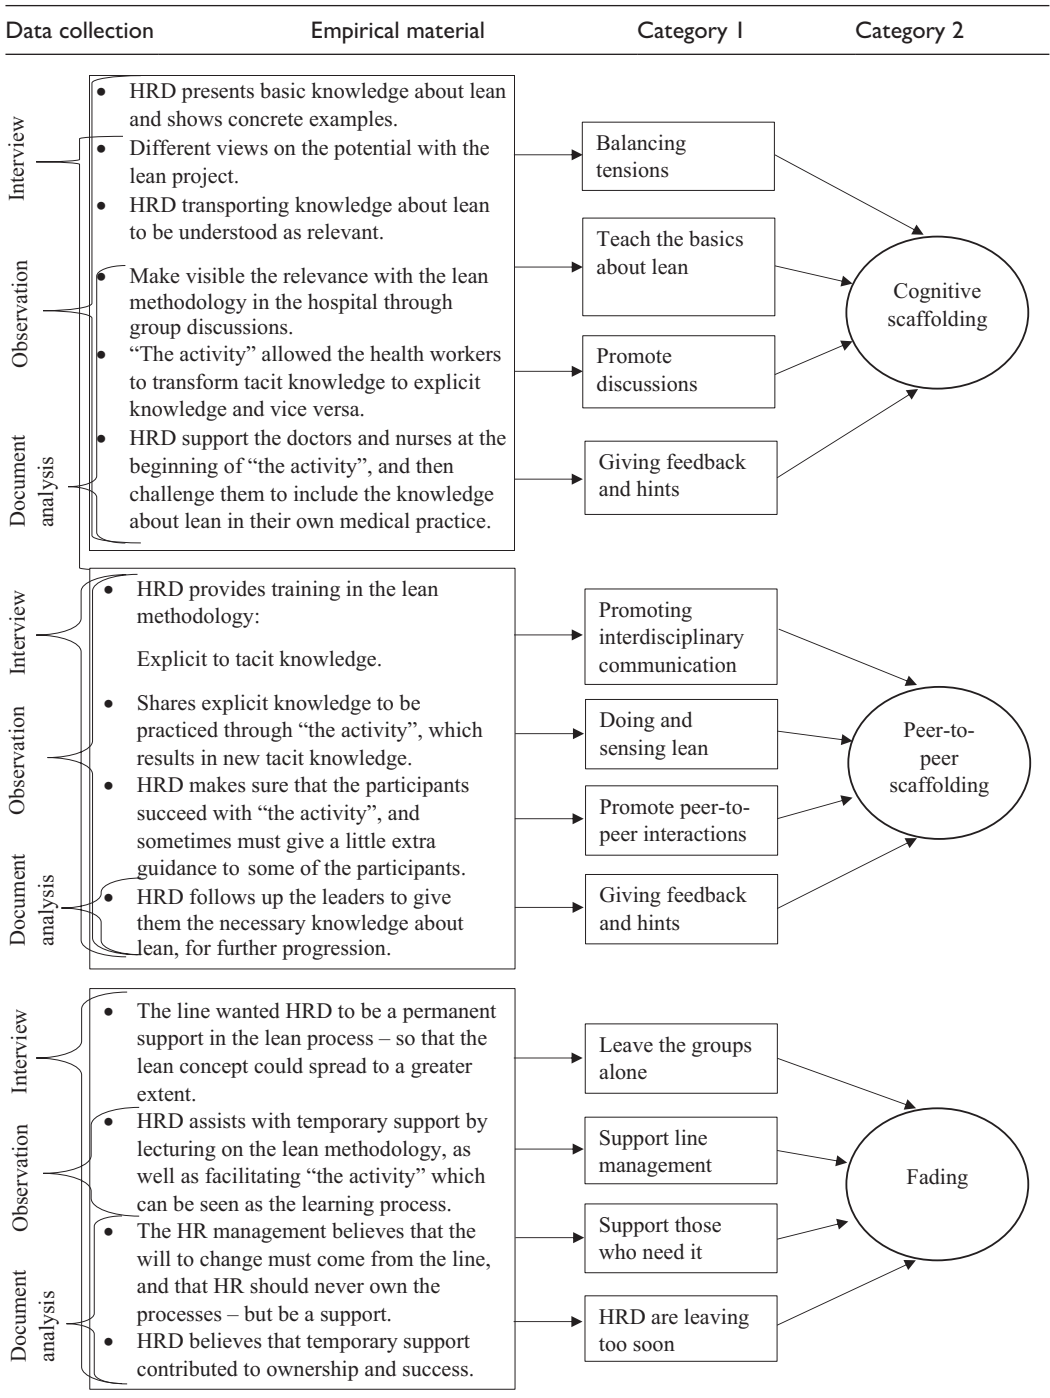 Data collection
Empirical material
Category 1
Category 2
Interview
Observation
Document
analysis
• HRD presents basic knowledge about lean
and shows concrete examples.
• Different views on the potential with the
lean project.
• HRD transporting knowledge about lean
to be understood as relevant.
• Make visible the relevance with the lean
methodology in the hospital through
group discussions.
• “The activity” allowed the health workers
to transform tacit knowledge to explicit
knowledge and vice versa.
• HRD support the doctors and nurses at the
beginning of “the activity”, and then
challenge them to include the knowledge
about lean in their own medical practice.
Balancing
tensions
Teach the basics
about lean
Promote
discussions
Giving feedback
and hints
Cognitive
scaffolding
Interview
Observation
Document
analysis
• HRD provides training in the lean
methodology:
Explicit to tacit knowledge.
• Shares explicit knowledge to be
practiced through “the activity”, which
results in new tacit knowledge.
• HRD makes sure that the participants
succeed with “the activity”, and
sometimes must give a little extra
guidance to some of the participants.
• HRD follows up the leaders to give
them the necessary knowledge about
lean, for further progression.
Promoting
interdisciplinary
communication
Doing and
sensing lean
Promote peer-to-
peer interactions
Giving feedback
and hints
Peer-to-
peer
scaffolding
Interview
Observation
Document
analysis
• The line wanted HRD to be a permanent
support in the lean process – so that the
lean concept could spread to a greater
extent.
• HRD assists with temporary support by
lecturing on the lean methodology, as
well as facilitating “the activity” which
can be seen as the learning process.
• The HR management believes that the
will to change must come from the line,
and that HR should never own the
processes – but be a support.
• HRD believes that temporary support
contributed to ownership and success.
Leave the groups
alone
Support line
management
Support those
who need it
HRD are leaving
too soon
Fading